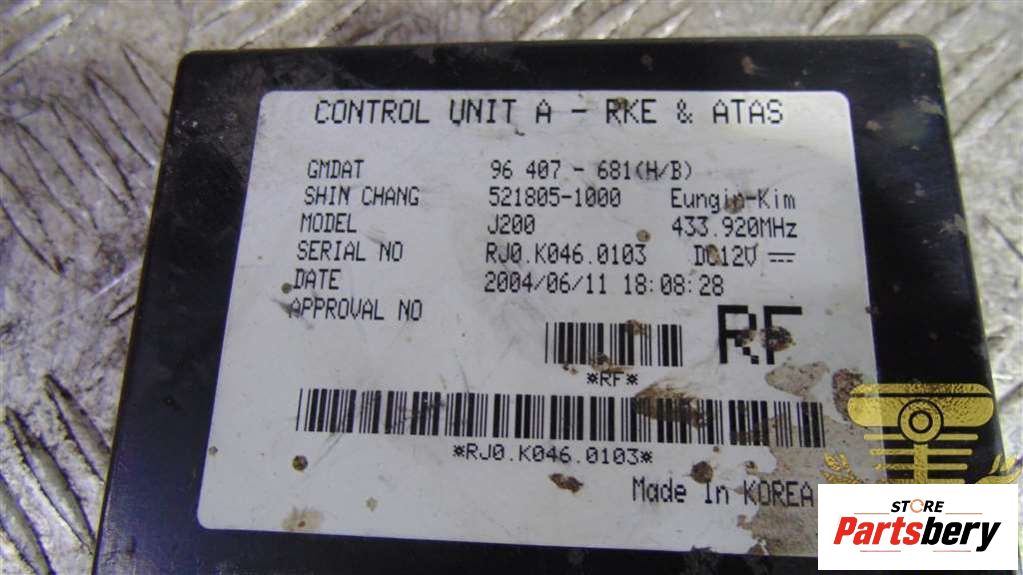 CONTROL UNIT A - RKE & ATAS
GMDAT 96 407 - 681(H/B)
SHIN CHANG 521805-1000 Eungin-Kim
MODEL J200 433.920MHz
SERIAL NO RJ0.K046.0103 DC12V
DATE 2004/06/11 18:08:28
APPROVAL NO
RF
*RF*
*RJ0.K046.0103*
Made In KOREA
STORE
Partsbery